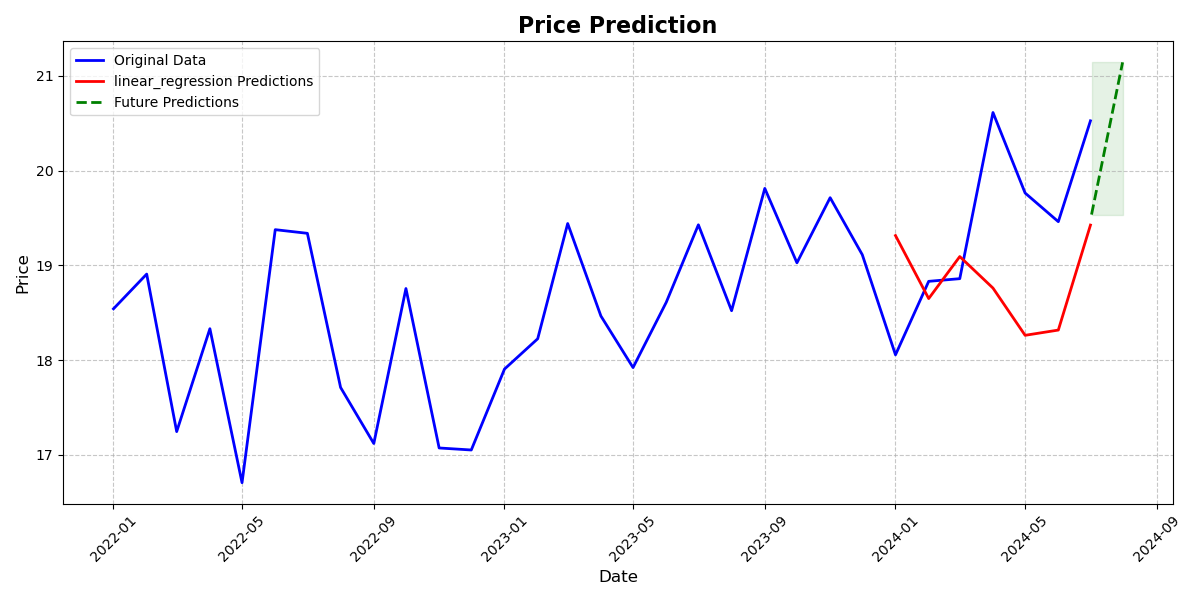 Price Prediction
Original Data
linear_regression Predictions
Future Predictions
21
20
19
18
17
Price
2022-01
2022-05
2022-09
2023-01
2023-05
2023-09
2024-01
2024-05
2024-09
Date